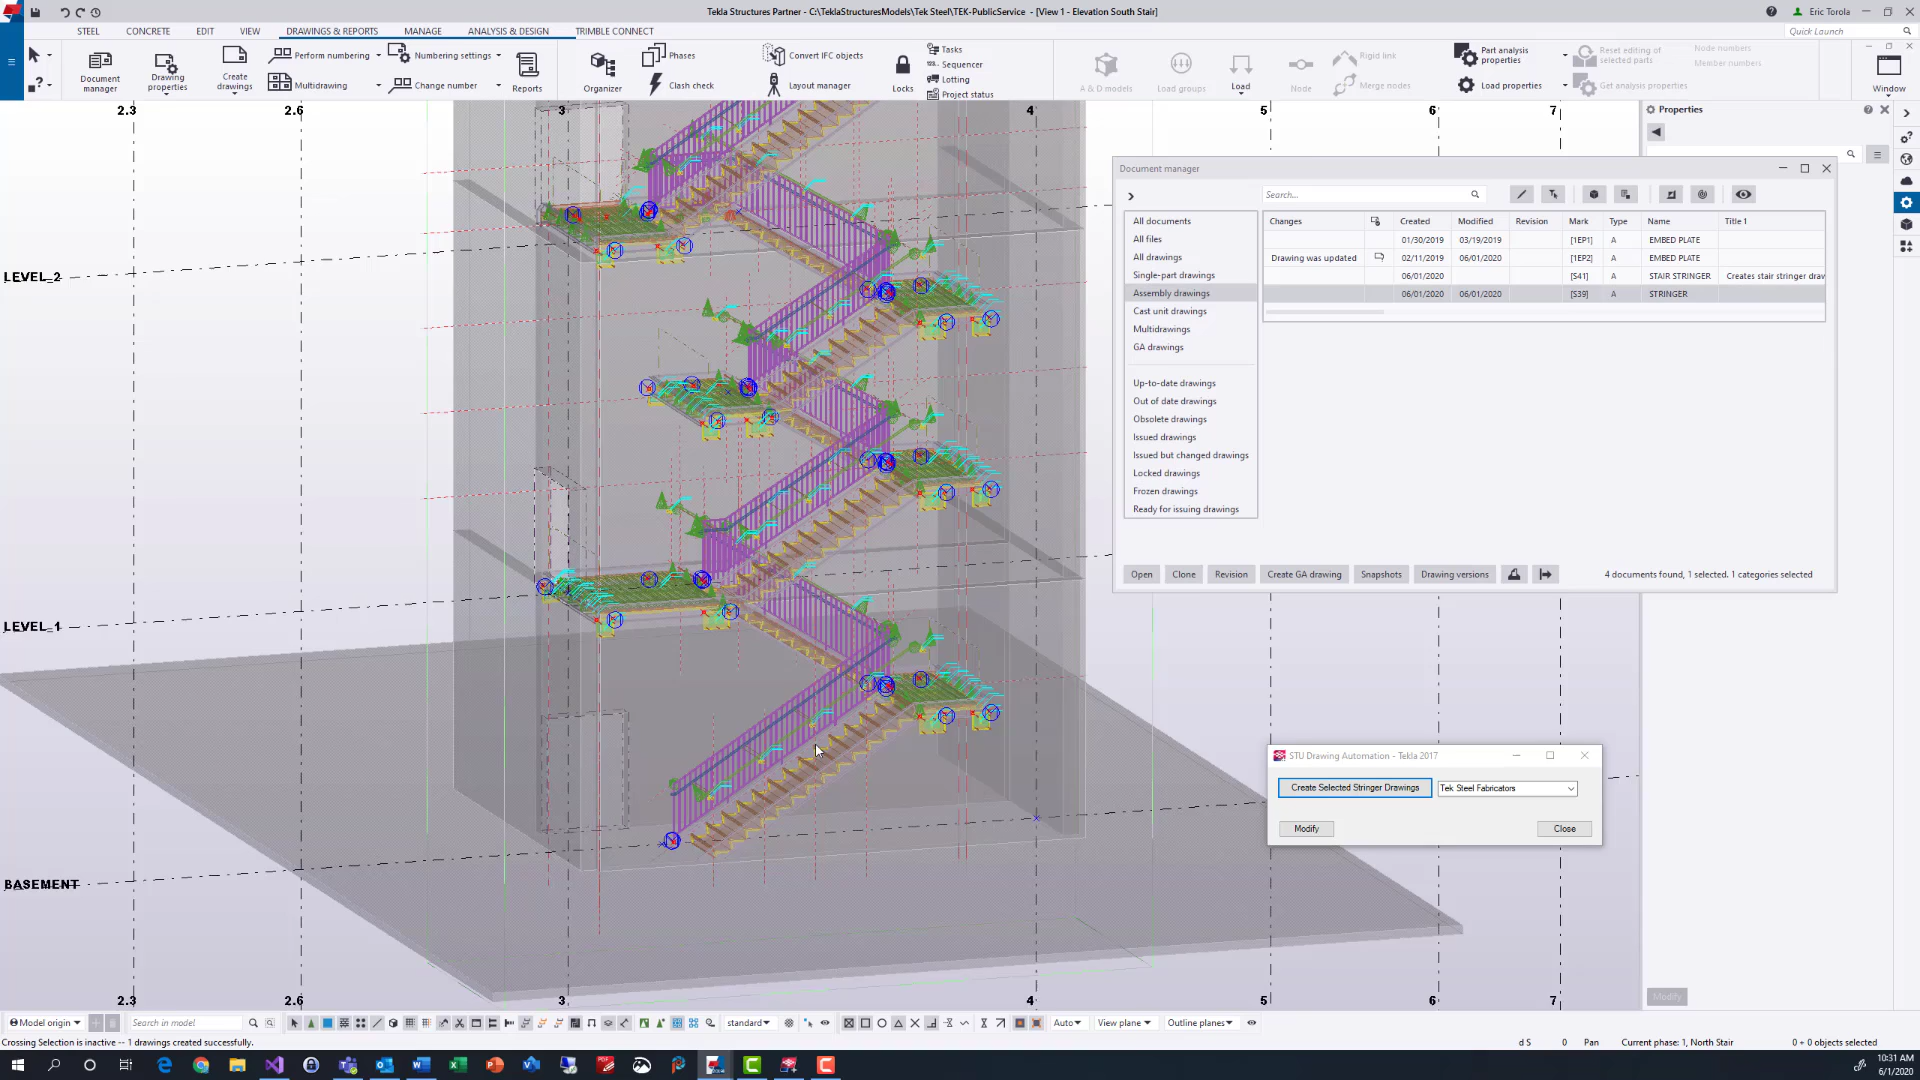 Tekla Structures Partner - C:\TeklaStructuresModels\Tek Steel\TEK-PublicService - [View 1 - Elevation South Stair]
Eric Torola
STEEL CONCRETE EDIT VIEW DRAWINGS & REPORTS MANAGE ANALYSIS & DESIGN TRIMBLE CONNECT
Quick Launch
Document manager
Drawing properties
Create drawings
Perform numbering
Multidrawing
Numbering settings
Change number
Reports
Organizer
Phases
Clash check
Convert IFC objects
Layout manager
Locks
Tasks
Sequencer
Lotting
Project status
A & D models
Load groups
Load
Node
Rigid link
Merge nodes
Part analysis properties
Load properties
Reset editing of selected parts
Get analysis properties
Node numbers
Member numbers
Window
2.3 2.6 3 4 5 6 7
Properties
LEVEL_2
LEVEL_1
BASEMENT
Document manager
Search...
All documents
All files
All drawings
Single-part drawings
Assembly drawings
Cast unit drawings
Multidrawings
GA drawings
Up-to-date drawings
Out of date drawings
Obsolete drawings
Issued drawings
Issued but changed drawings
Locked drawings
Frozen drawings
Ready for issuing drawings
Changes Created Modified Revision Mark Type Name Title 1
01/30/2019 03/19/2019 [1EP1] A EMBED PLATE
Drawing was updated 02/11/2019 06/01/2020 [1EP2] A EMBED PLATE
06/01/2020 [S41] A STAIR STRINGER Creates stair stringer draw
06/01/2020 06/01/2020 [S39] A STRINGER
Open Clone Revision Create GA drawing Snapshots Drawing versions
4 documents found, 1 selected. 1 categories selected
STU Drawing Automation - Tekla 2017
Create Selected Stringer Drawings Tek Steel Fabricators
Modify Close
Modify
2.3 2.6 3 4 5 6 7
Model origin Search in model standard Auto View plane Outline planes
Crossing Selection is inactive -- 1 drawings created successfully.
d S 0 Pan Current phase: 1, North Stair 0 + 0 objects selected
10:31 AM
6/1/2020